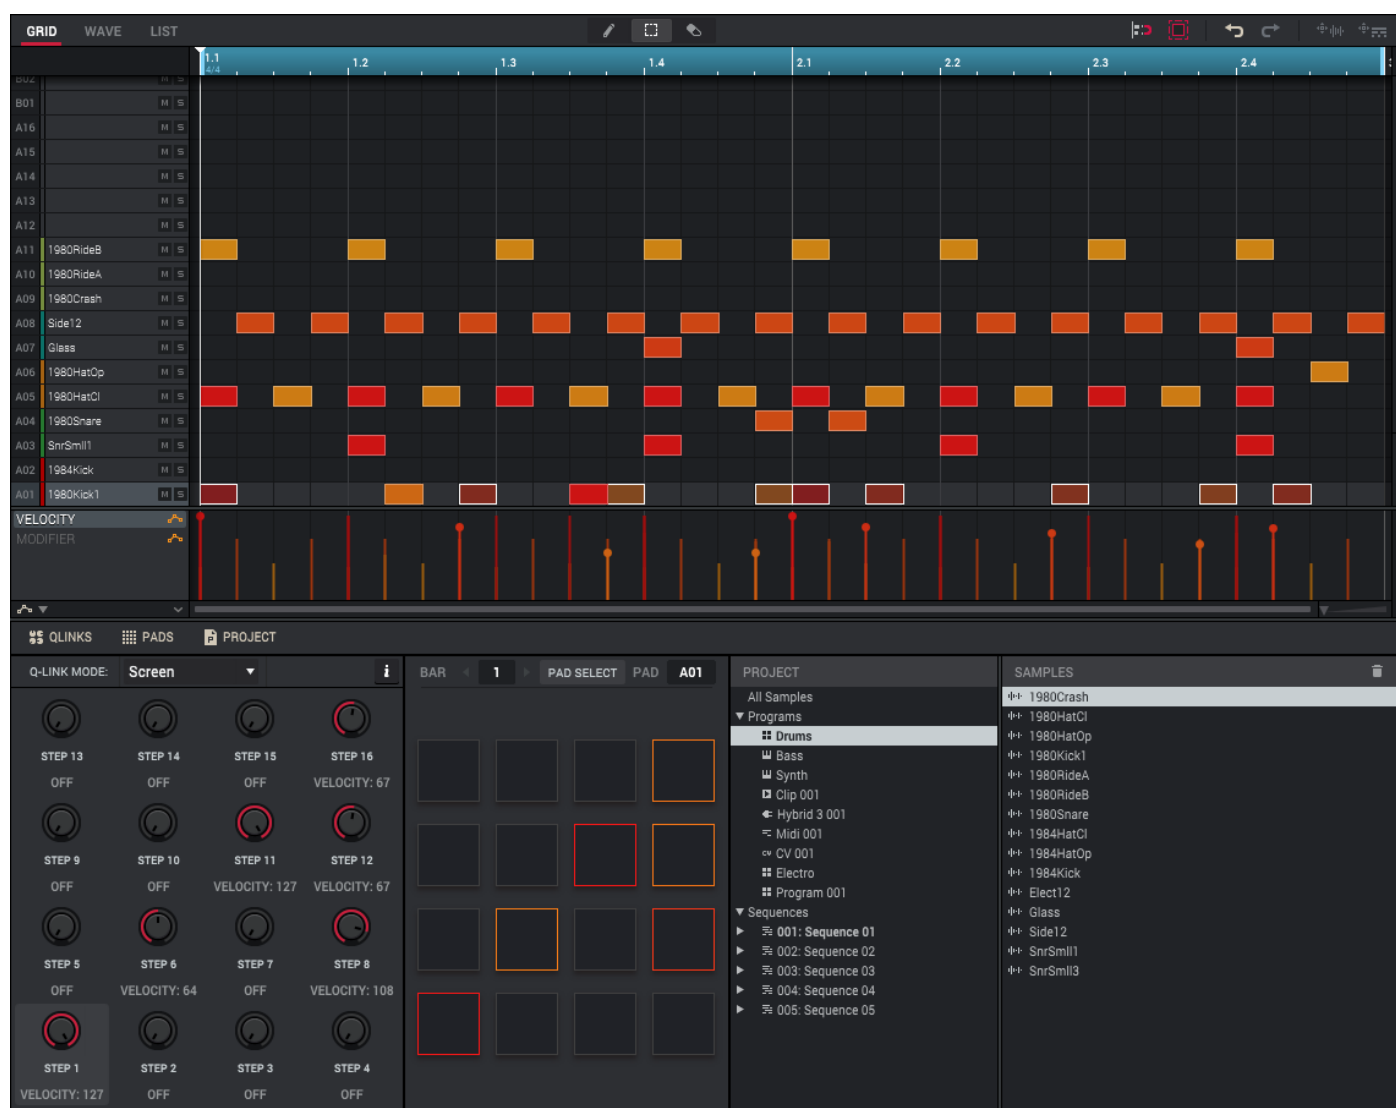 GRID WAVE LIST
1.1 1.2 1.3 1.4 2.1 2.2 2.3 2.4
4/4
B02 M S
B01 M S
A16 M S
A15 M S
A14 M S
A13 M S
A12 M S
A11 1980RideB M S
A10 1980RideA M S
A09 1980Crash M S
A08 Side12 M S
A07 Glass M S
A06 1980HatOp M S
A05 1980HatCl M S
A04 1980Snare M S
A03 SnrSmll1 M S
A02 1984Kick M S
A01 1980Kick1 M S
VELOCITY
MODIFIER
QLINKS PADS PROJECT
Q-LINK MODE: Screen i
STEP 13 STEP 14 STEP 15 STEP 16
OFF OFF OFF VELOCITY: 67
STEP 9 STEP 10 STEP 11 STEP 12
OFF OFF VELOCITY: 127 VELOCITY: 67
STEP 5 STEP 6 STEP 7 STEP 8
OFF VELOCITY: 64 OFF VELOCITY: 108
STEP 1 STEP 2 STEP 3 STEP 4
VELOCITY: 127 OFF OFF OFF
BAR 1 PAD SELECT PAD A01
PROJECT
All Samples
Programs
Drums
Bass
Synth
Clip 001
Hybrid 3 001
Midi 001
CV CV 001
Electro
Program 001
Sequences
001: Sequence 01
002: Sequence 02
003: Sequence 03
004: Sequence 04
005: Sequence 05
SAMPLES
1980Crash
1980HatCl
1980HatOp
1980Kick1
1980RideA
1980RideB
1980Snare
1984HatCl
1984HatOp
1984Kick
Elect12
Glass
Side12
SnrSmll1
SnrSmll3